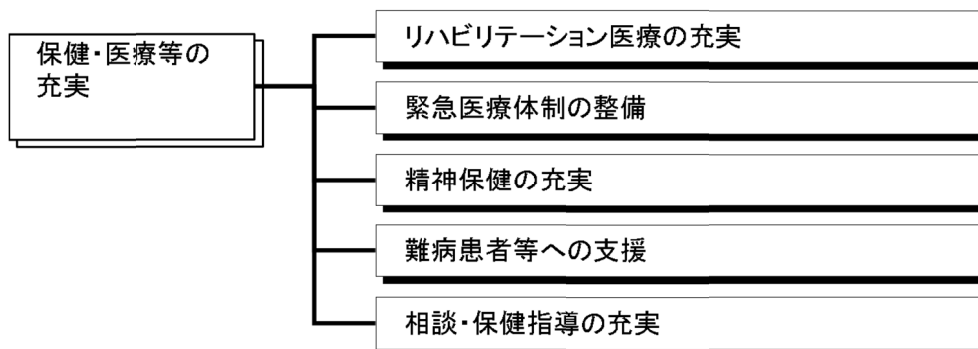 保健・医療等の
充実
リハビリテーション医療の充実
緊急医療体制の整備
精神保健の充実
難病患者等への支援
相談・保健指導の充実